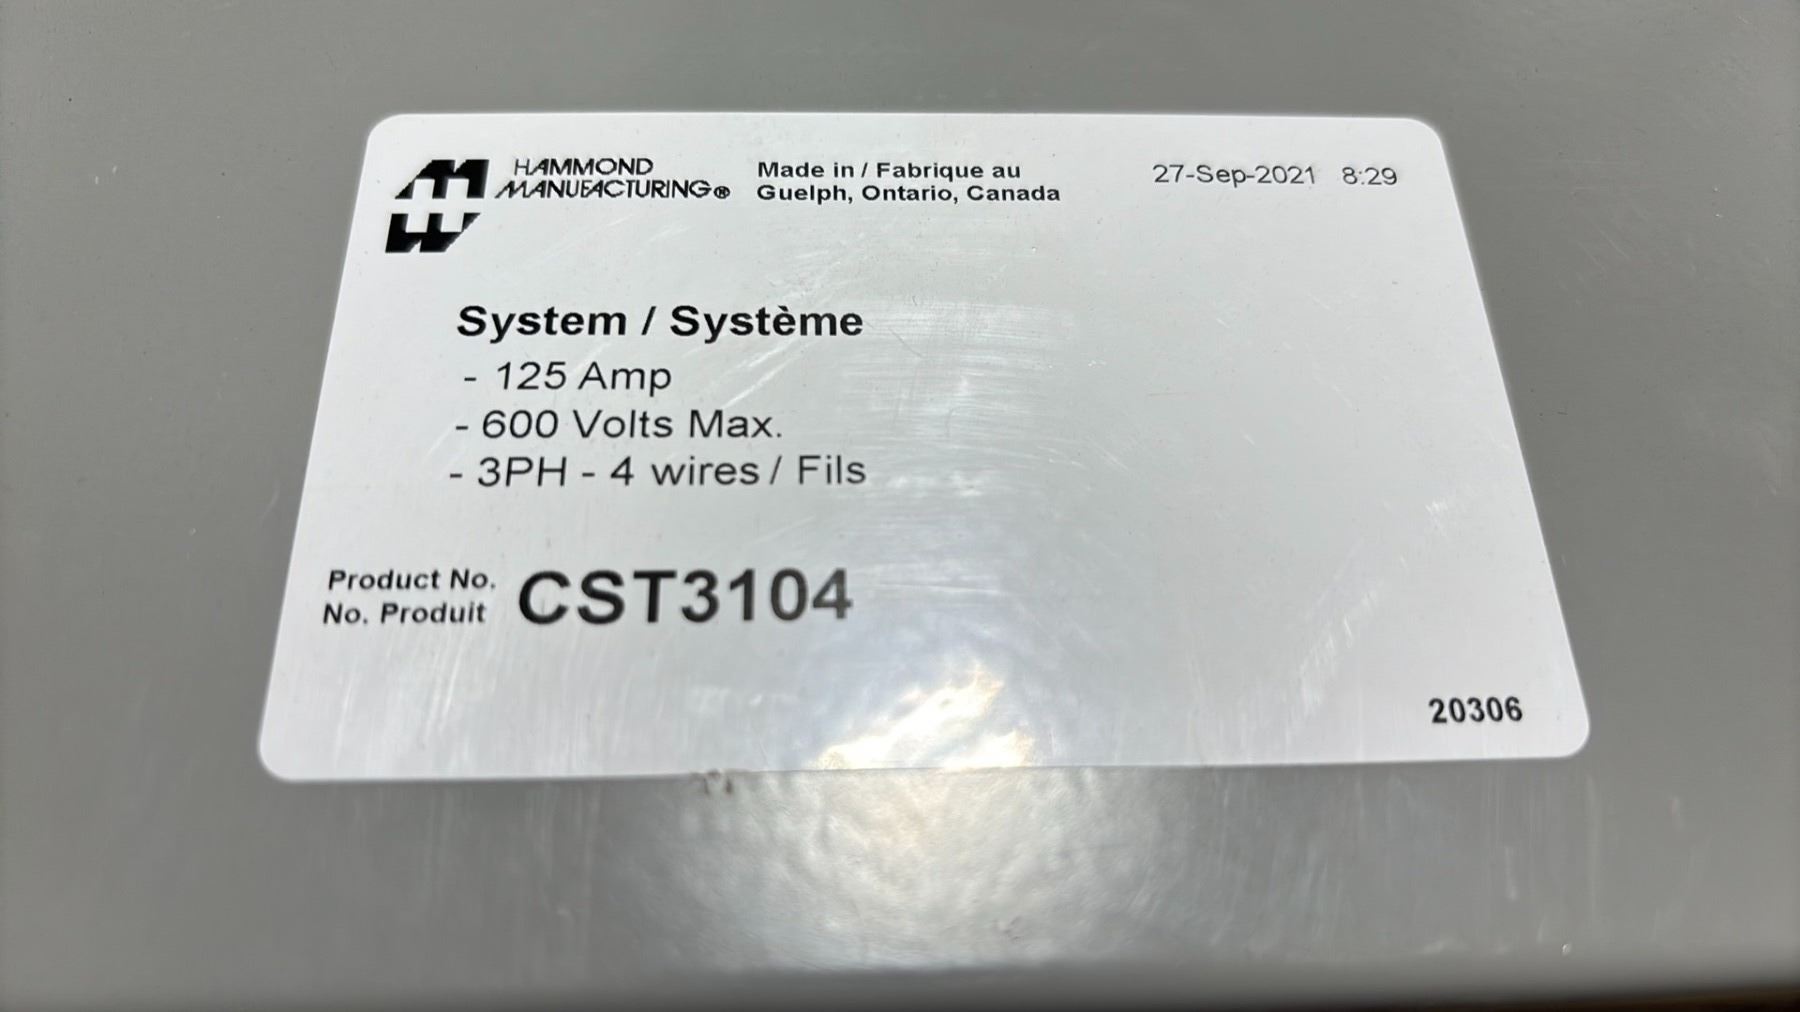 HAMMOND
MANUFACTURING®
Made in / Fabrique au
Guelph, Ontario, Canada
27-Sep-2021 8:29
System / Système
- 125 Amp
- 600 Volts Max.
- 3PH - 4 wires / Fils
Product No.
No. Produit
CST3104
20306